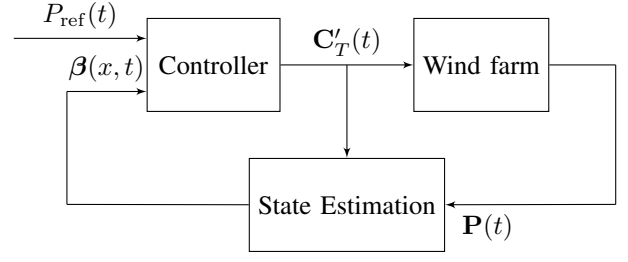 P_ref(t)
β(x, t)
Controller
C′_T(t)
Wind farm
State Estimation
P(t)